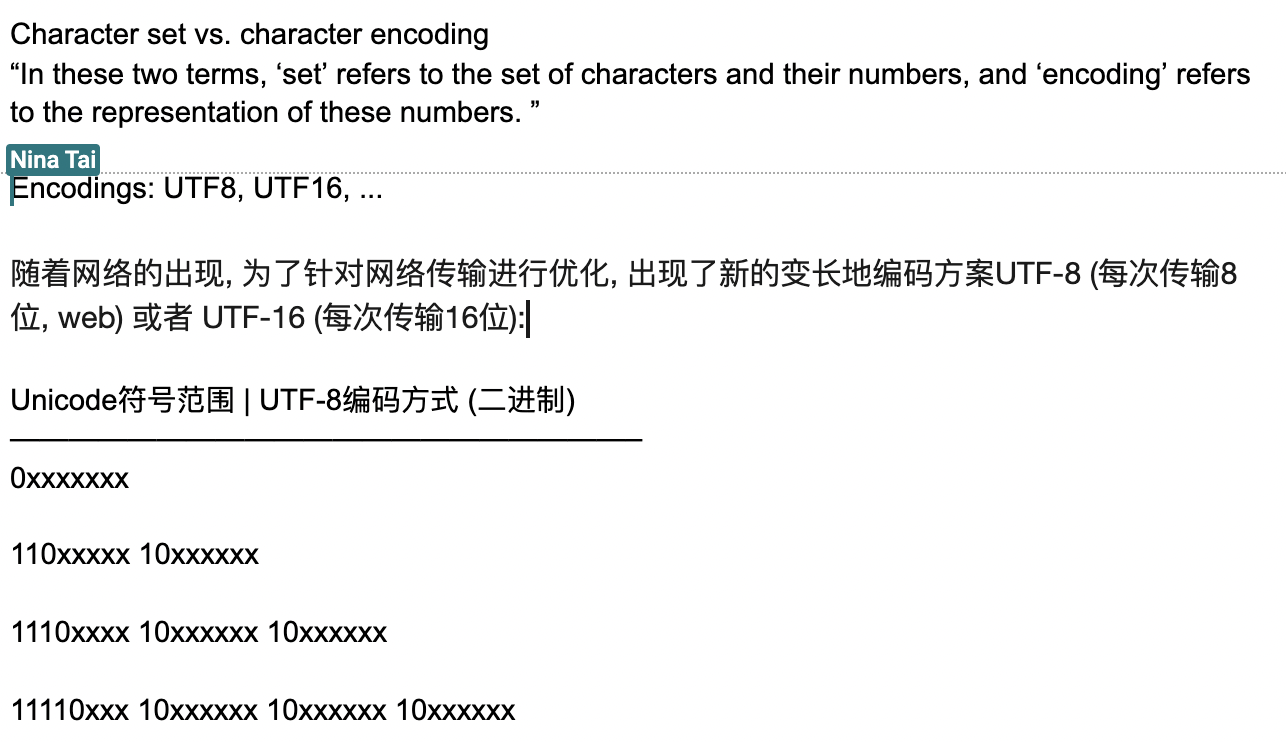 Character set vs. character encoding
“In these two terms, ‘set’ refers to the set of characters and their numbers, and ‘encoding’ refers
to the representation of these numbers. ”
Nina Tai
Encodings: UTF8, UTF16, ...
随着网络的出现, 为了针对网络传输进行优化, 出现了新的变长地编码方案UTF-8 (每次传输8
位, web) 或者 UTF-16 (每次传输16位):
Unicode符号范围 | UTF-8编码方式 (二进制)
0xxxxxxx
110xxxxx 10xxxxxx
1110xxxx 10xxxxxx 10xxxxxx
11110xxx 10xxxxxx 10xxxxxx 10xxxxxx